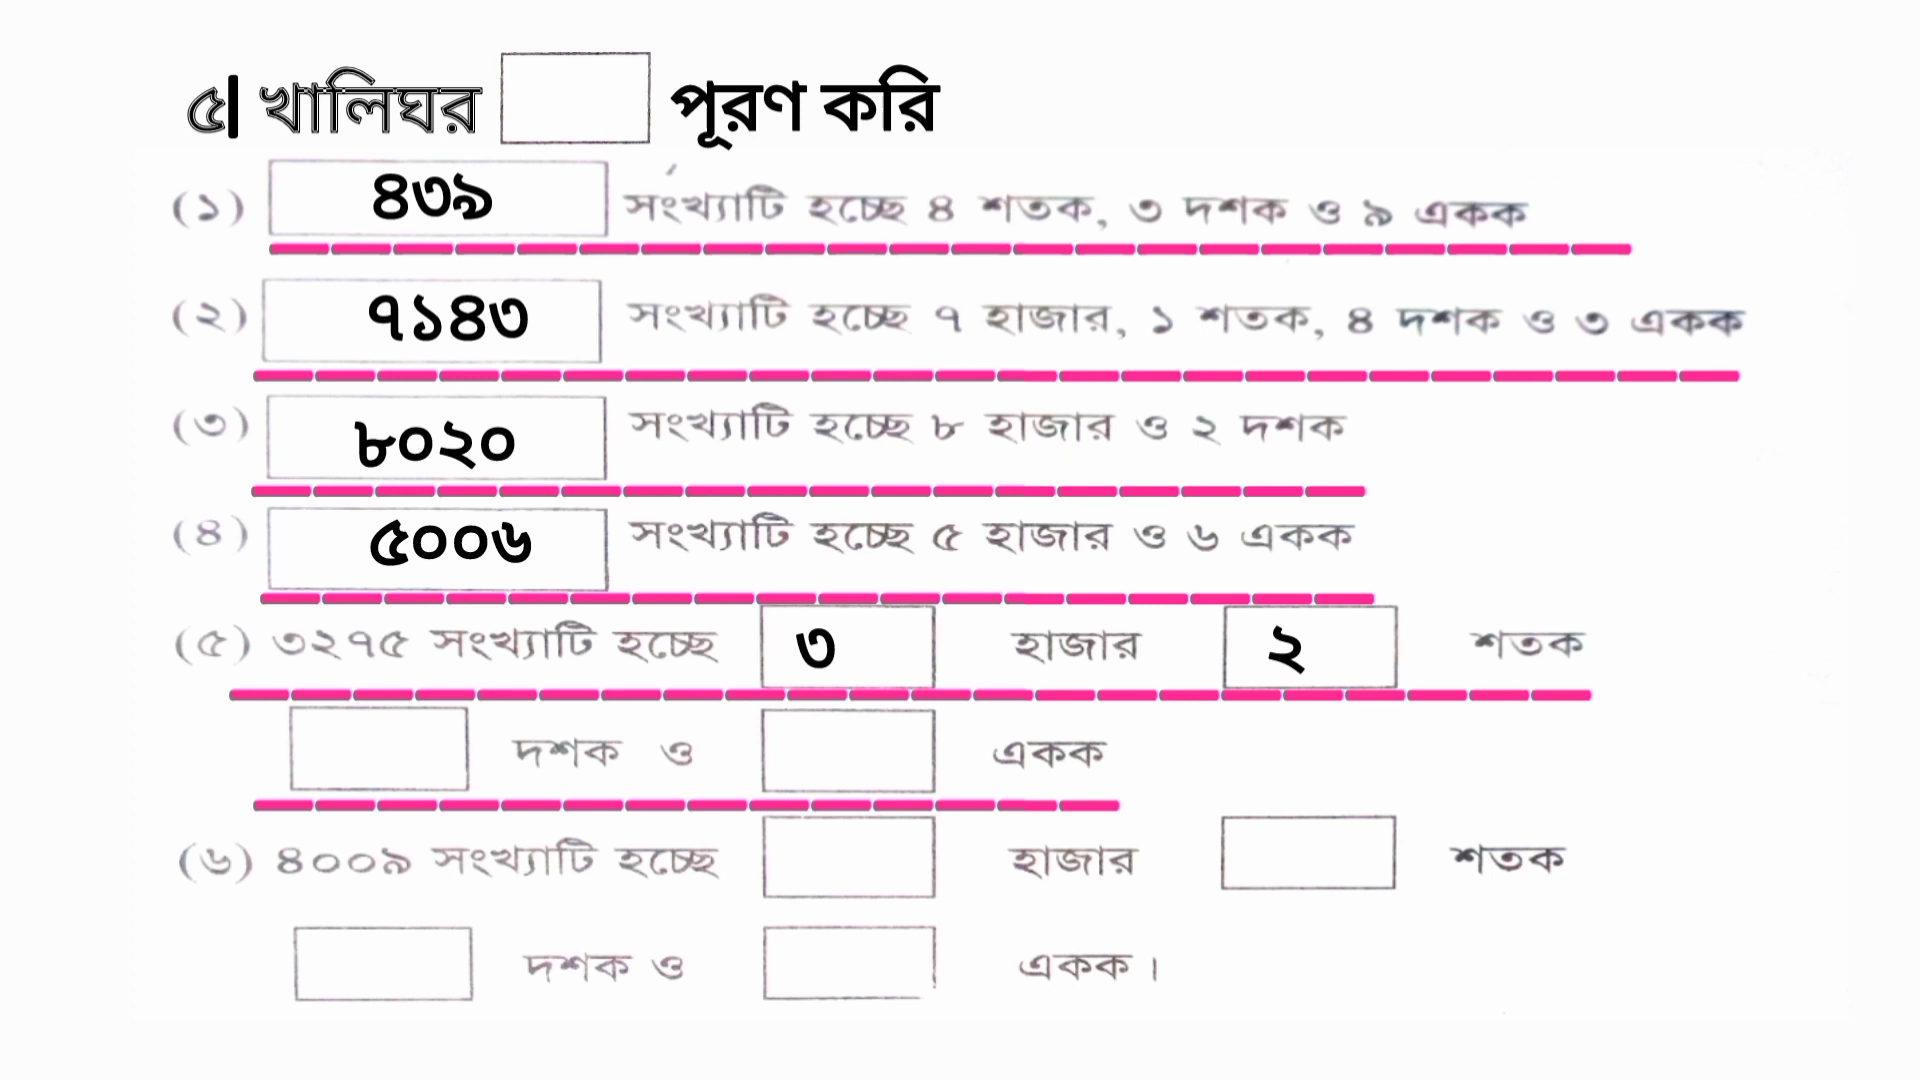 ৫| খালিঘর পূরণ করি
(১) ৪৩৯ সংখ্যাটি হচ্ছে ৪ শতক, ৩ দশক ও ৯ একক
(২) ৭১৪৩ সংখ্যাটি হচ্ছে ৭ হাজার, ১ শতক, ৪ দশক ও ৩ একক
(৩) ৮০২০ সংখ্যাটি হচ্ছে ৮ হাজার ও ২ দশক
(৪) ৫০০৬ সংখ্যাটি হচ্ছে ৫ হাজার ও ৬ একক
(৫) ৩২৭৫ সংখ্যাটি হচ্ছে ৩ হাজার ২ শতক
দশক ও একক
(৬) ৪০০৯ সংখ্যাটি হচ্ছে হাজার শতক
দশক ও একক।